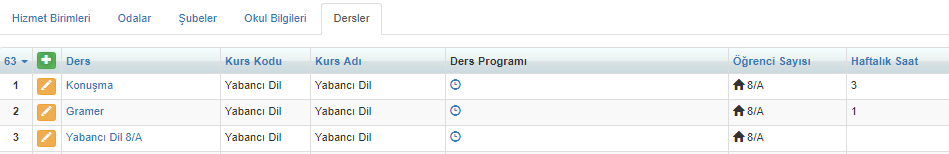 Hizmet Birimleri Odalar Şubeler Okul Bilgileri Dersler
63 Ders Kurs Kodu Kurs Adı Ders Programı Öğrenci Sayısı Haftalık Saat
1 Konuşma Yabancı Dil Yabancı Dil 8/A 3
2 Gramer Yabancı Dil Yabancı Dil 8/A 1
3 Yabancı Dil 8/A Yabancı Dil Yabancı Dil 8/A